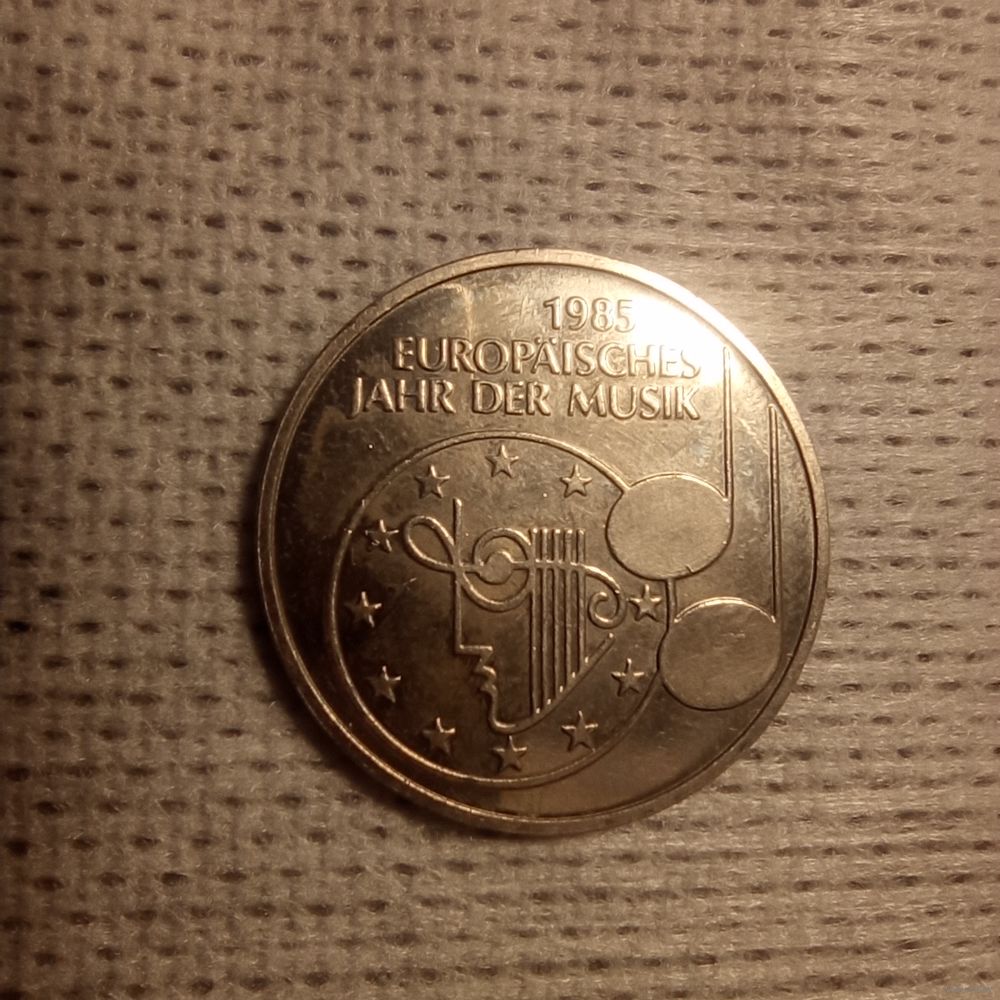 1985
EUROPÄISCHES
JAHR DER MUSIK